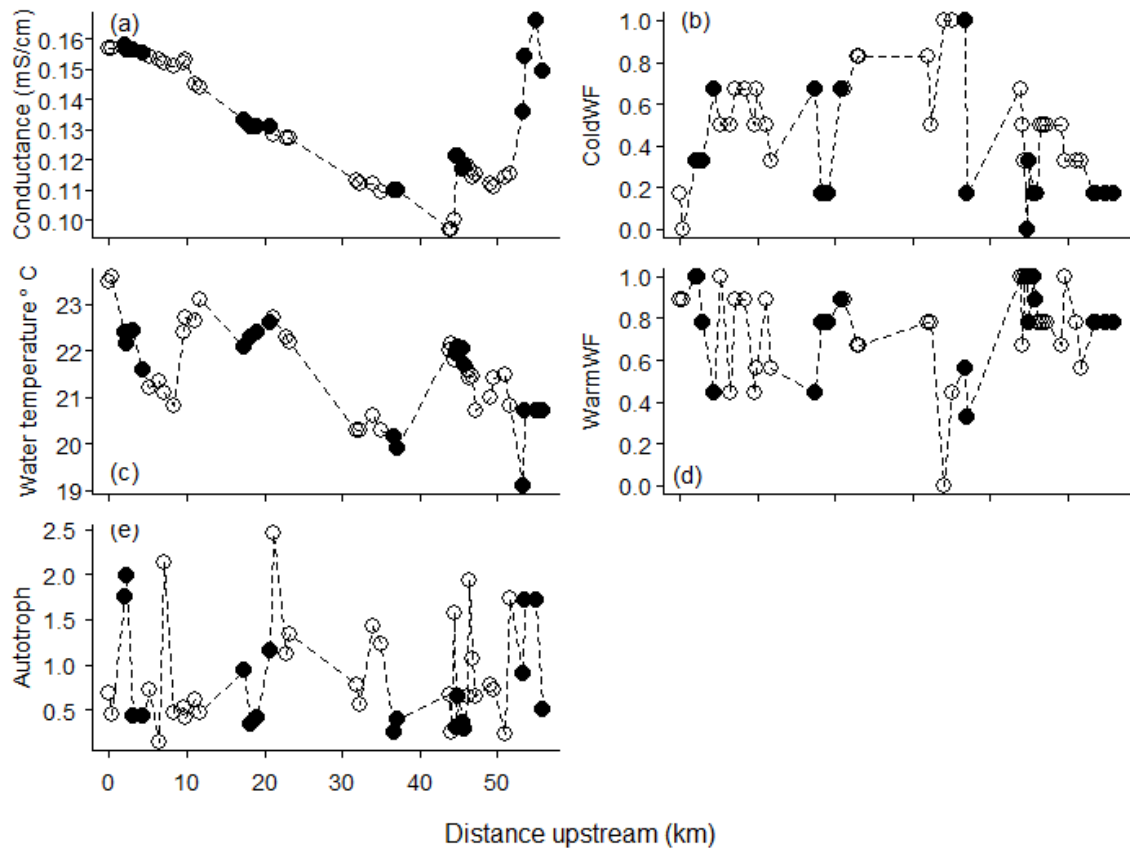 (a)
Conductance (mS/cm)
0.16
0.15
0.14
0.13
0.12
0.11
0.10
(b)
ColdWF
1.0
0.8
0.6
0.4
0.2
0.0
(c)
Water temperature º C
23
22
21
20
19
(d)
WarmWF
1.0
0.8
0.6
0.4
0.2
0.0
(e)
Autotroph
2.5
2.0
1.5
1.0
0.5
0 10 20 30 40 50
Distance upstream (km)